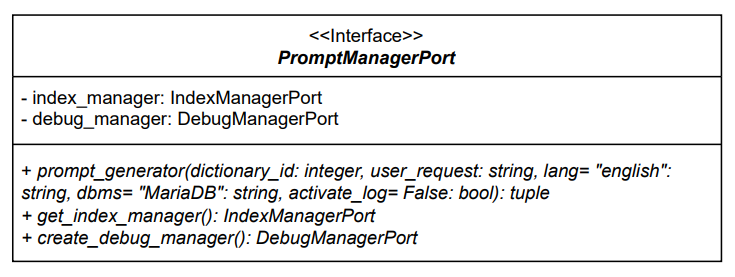 <<Interface>>
PromptManagerPort
- index_manager: IndexManagerPort
- debug_manager: DebugManagerPort
+ prompt_generator(dictionary_id: integer, user_request: string, lang= "english":
string, dbms= "MariaDB": string, activate_log= False: bool): tuple
+ get_index_manager(): IndexManagerPort
+ create_debug_manager(): DebugManagerPort